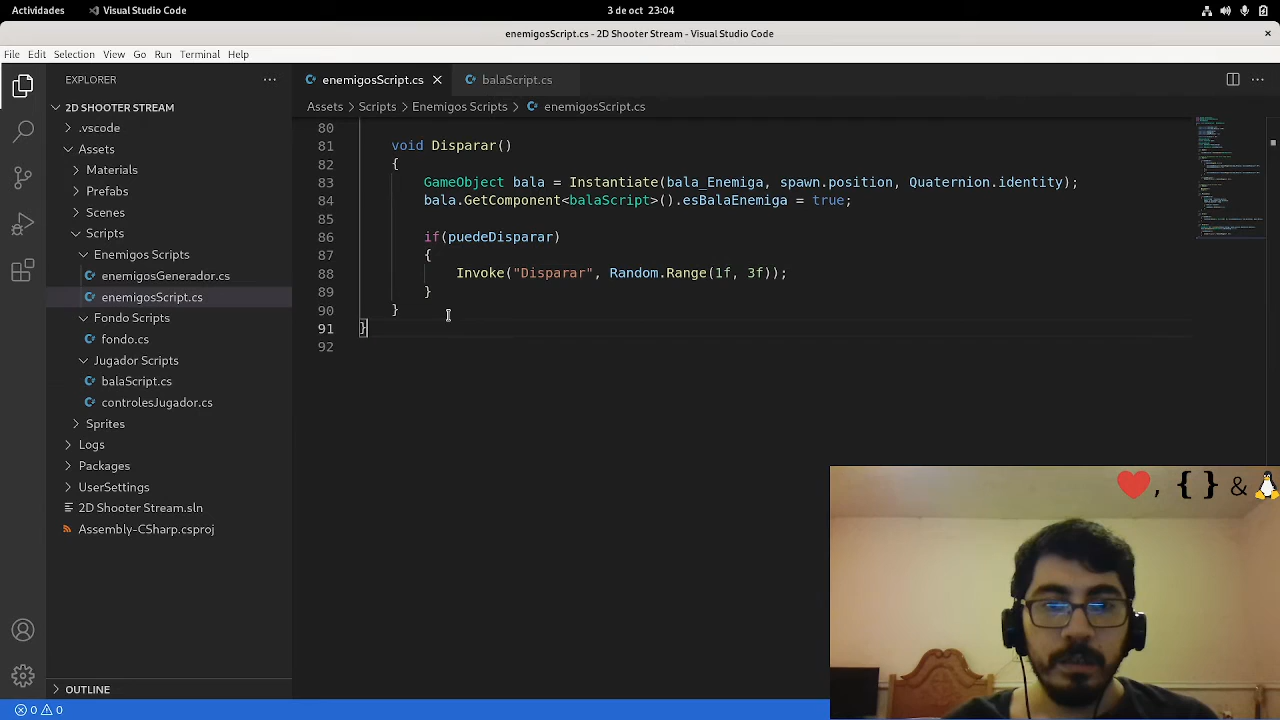 Actividades
Visual Studio Code
3 de oct 23:04
enemigosScript.cs - 2D Shooter Stream - Visual Studio Code
File Edit Selection View Go Run Terminal Help
EXPLORER
2D SHOOTER STREAM
.vscode
Assets
Materials
Prefabs
Scenes
Scripts
Enemigos Scripts
enemigosGenerador.cs
enemigosScript.cs
Fondo Scripts
fondo.cs
Jugador Scripts
balaScript.cs
controlesJugador.cs
Sprites
Logs
Packages
UserSettings
2D Shooter Stream.sln
Assembly-CSharp.csproj
OUTLINE
0 0
enemigosScript.cs
balaScript.cs
Assets > Scripts > Enemigos Scripts > enemigosScript.cs
80
81 void Disparar()
82 {
83 GameObject bala = Instantiate(bala_Enemiga, spawn.position, Quaternion.identity);
84 bala.GetComponent<balaScript>().esBalaEnemiga = true;
85
86 if(puedeDisparar)
87 {
88 Invoke("Disparar", Random.Range(1f, 3f));
89 }
90 }
91 }
92
, { } &